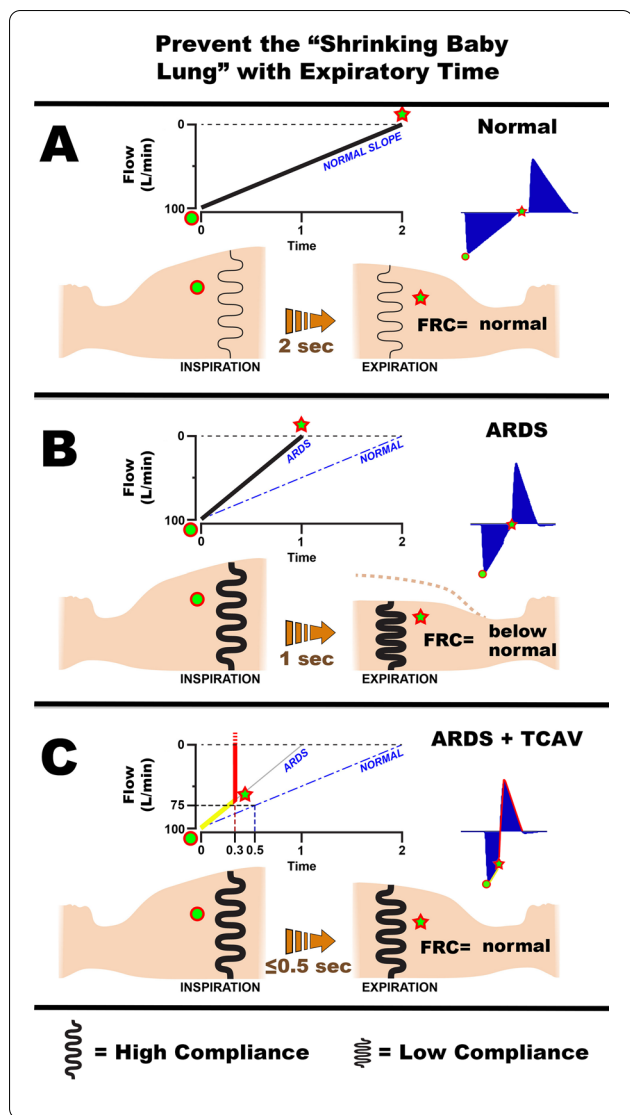 Prevent the “Shrinking Baby
Lung” with Expiratory Time
A
Normal
Flow
(L/min)
0
100
NORMAL SLOPE
0
2
Time
2 sec
FRC= normal
INSPIRATION
EXPIRATION
B
ARDS
Flow
(L/min)
0
100
ARDS
NORMAL
0
1
2
Time
1 sec
FRC= below
normal
INSPIRATION
EXPIRATION
C
ARDS + TCAV
Flow
(L/min)
0
75
100
ARDS
NORMAL
0
0.3
0.5
1
2
Time
≤0.5 sec
FRC= normal
INSPIRATION
EXPIRATION
= High Compliance
= Low Compliance